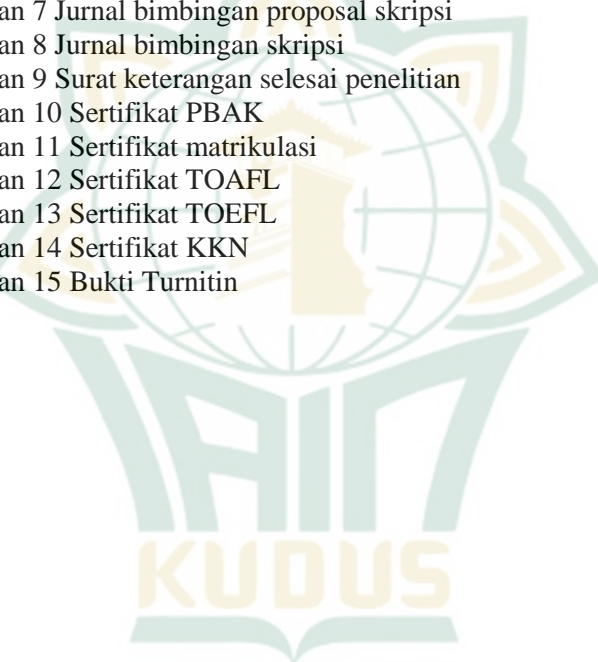 an 7 Jurnal bimbingan proposal skripsi
an 8 Jurnal bimbingan skripsi
an 9 Surat keterangan selesai penelitian
an 10 Sertifikat PBAK
an 11 Sertifikat matrikulasi
an 12 Sertifikat TOAFL
an 13 Sertifikat TOEFL
an 14 Sertifikat KKN
an 15 Bukti Turnitin
IAIN
KUDUS